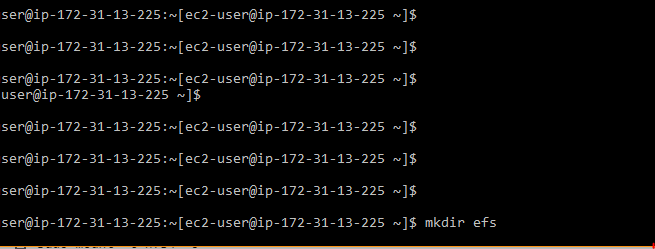 ser@ip-172-31-13-225:~[ec2-user@ip-172-31-13-225 ~]$
ser@ip-172-31-13-225:~[ec2-user@ip-172-31-13-225 ~]$
ser@ip-172-31-13-225:~[ec2-user@ip-172-31-13-225 ~]$
user@ip-172-31-13-225 ~]$
ser@ip-172-31-13-225:~[ec2-user@ip-172-31-13-225 ~]$
ser@ip-172-31-13-225:~[ec2-user@ip-172-31-13-225 ~]$
ser@ip-172-31-13-225:~[ec2-user@ip-172-31-13-225 ~]$
ser@ip-172-31-13-225:~[ec2-user@ip-172-31-13-225 ~]$ mkdir efs